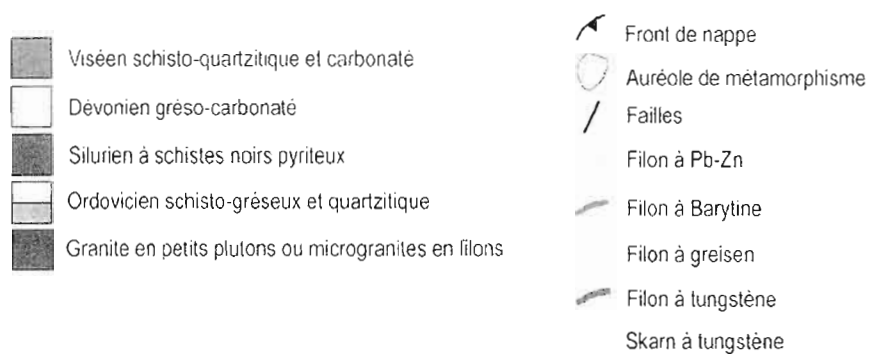 Viséen schisto-quartzitique et carbonaté
Dévonien gréso-carbonaté
Silurien à schistes noirs pyriteux
Ordovicien schisto-gréseux et quartzitique
Granite en petits plutons ou microgranites en filons
Front de nappe
Auréole de métamorphisme
Failles
Filon à Pb-Zn
Filon à Barytine
Filon à greisen
Filon à tungstène
Skarn à tungstène